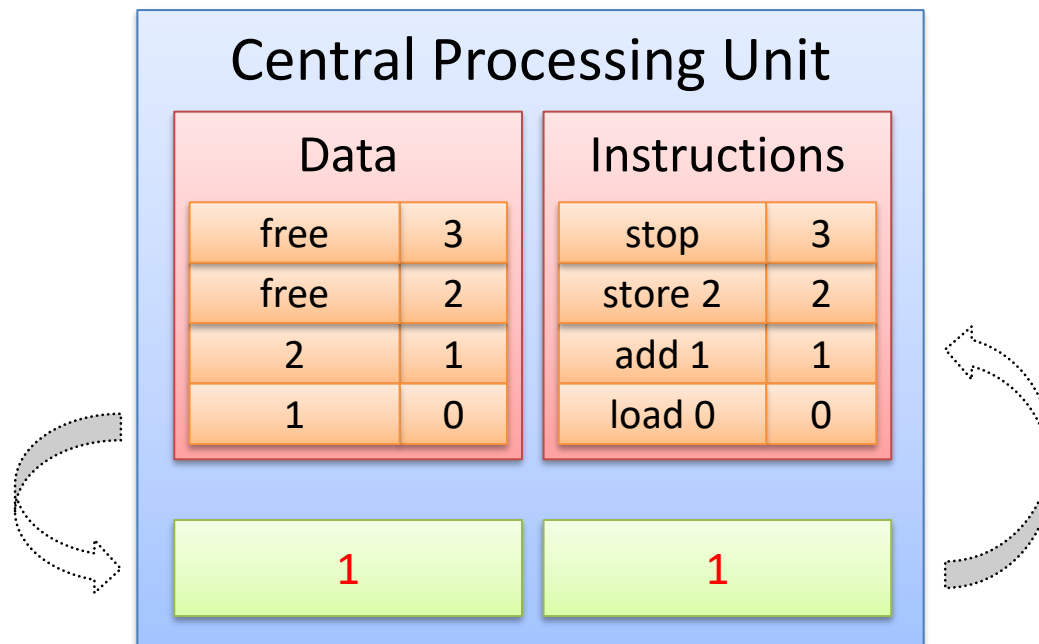 Central Processing Unit
Data
free 3
free 2
2 1
1 0
Instructions
stop 3
store 2 2
add 1 1
load 0 0
1
1